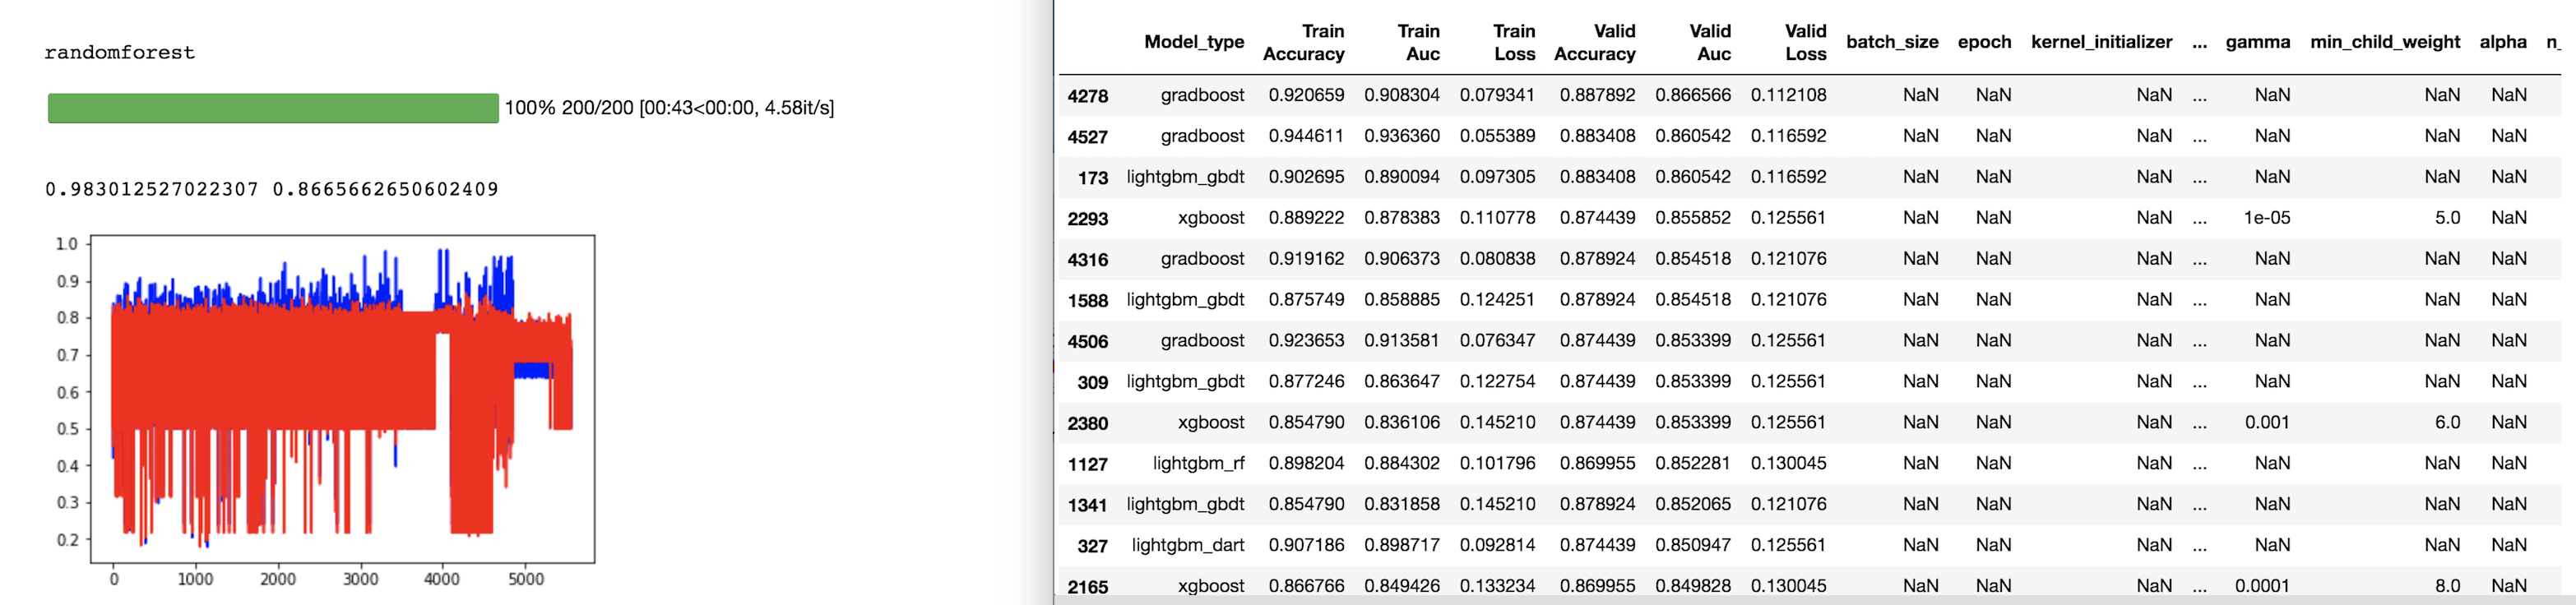 randomforest
100% 200/200 [00:43<00:00, 4.58it/s]
0.983012527022307 0.8665662650602409
1.0
0.9
0.8
0.7
0.6
0.5
0.4
0.3
0.2
0 1000 2000 3000 4000 5000
Model_type Train Accuracy Train Auc Train Loss Valid Accuracy Valid Auc Valid Loss batch_size epoch kernel_initializer ... gamma min_child_weight alpha n_
4278 gradboost 0.920659 0.908304 0.079341 0.887892 0.866566 0.112108 NaN NaN NaN ... NaN NaN NaN
4527 gradboost 0.944611 0.936360 0.055389 0.883408 0.860542 0.116592 NaN NaN NaN ... NaN NaN NaN
173 lightgbm_gbdt 0.902695 0.890094 0.097305 0.883408 0.860542 0.116592 NaN NaN NaN ... NaN NaN NaN
2293 xgboost 0.889222 0.878383 0.110778 0.874439 0.855852 0.125561 NaN NaN NaN ... 1e-05 5.0 NaN
4316 gradboost 0.919162 0.906373 0.080838 0.878924 0.854518 0.121076 NaN NaN NaN ... NaN NaN NaN
1588 lightgbm_gbdt 0.875749 0.858885 0.124251 0.878924 0.854518 0.121076 NaN NaN NaN ... NaN NaN NaN
4506 gradboost 0.923653 0.913581 0.076347 0.874439 0.853399 0.125561 NaN NaN NaN ... NaN NaN NaN
309 lightgbm_gbdt 0.877246 0.863647 0.122754 0.874439 0.853399 0.125561 NaN NaN NaN ... NaN NaN NaN
2380 xgboost 0.854790 0.836106 0.145210 0.874439 0.853399 0.125561 NaN NaN NaN ... 0.001 6.0 NaN
1127 lightgbm_rf 0.898204 0.884302 0.101796 0.869955 0.852281 0.130045 NaN NaN NaN ... NaN NaN NaN
1341 lightgbm_gbdt 0.854790 0.831858 0.145210 0.878924 0.852065 0.121076 NaN NaN NaN ... NaN NaN NaN
327 lightgbm_dart 0.907186 0.898717 0.092814 0.874439 0.850947 0.125561 NaN NaN NaN ... NaN NaN NaN
2165 xgboost 0.866766 0.849426 0.133234 0.869955 0.849828 0.130045 NaN NaN NaN ... 0.0001 8.0 NaN